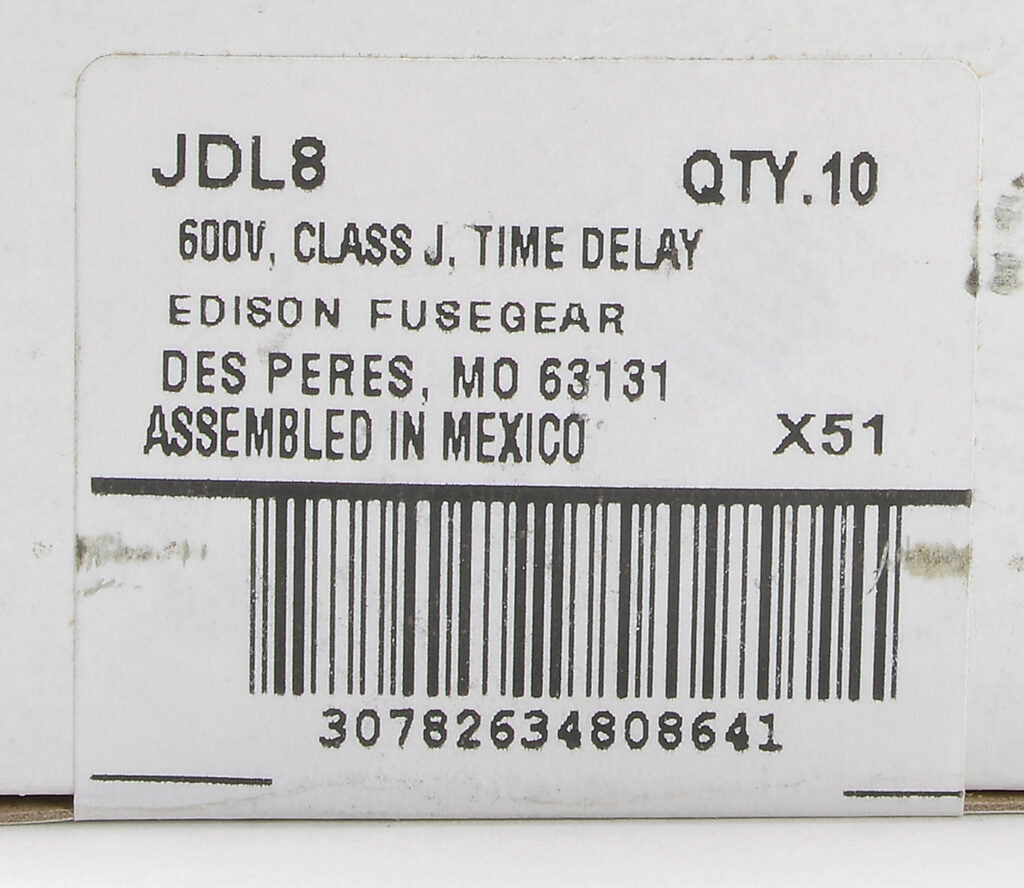 JDL8 QTY.10
600V, CLASS J, TIME DELAY
EDISON FUSEGEAR
DES PERES, MO 63131
ASSEMBLED IN MEXICO X51
30782634808641